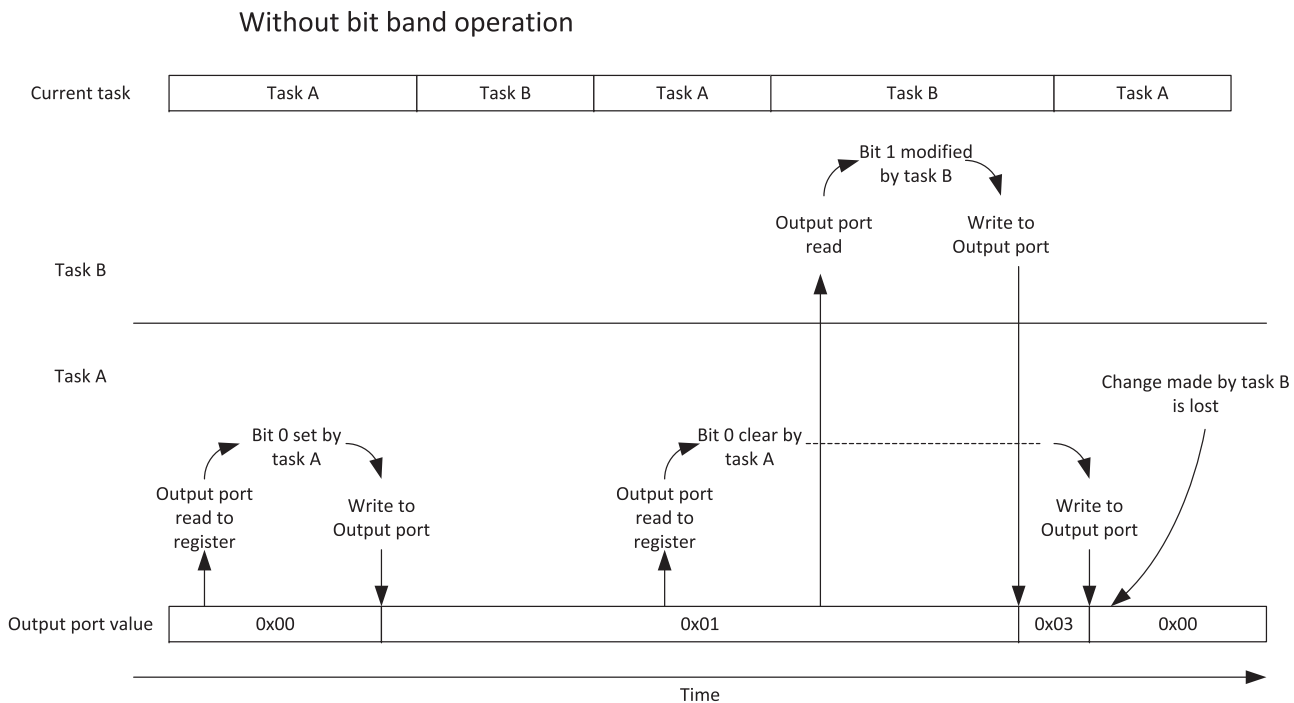 Without bit band operation
Current task
Task A
Task B
Task A
Task B
Task A
Bit 1 modified
by task B
Output port
read
Write to
Output port
Task B
Task A
Change made by task B
is lost
Bit 0 set by
task A
Bit 0 clear by
task A
Output port
read to
register
Write to
Output port
Output port
read to
register
Write to
Output port
Output port value
0x00
0x01
0x03
0x00
Time